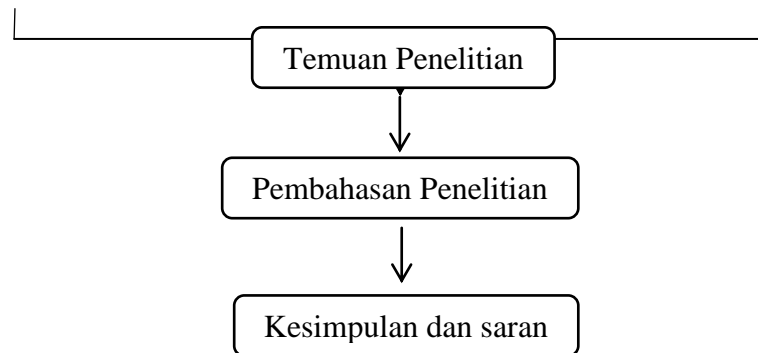 Temuan Penelitian
Pembahasan Penelitian
Kesimpulan dan saran